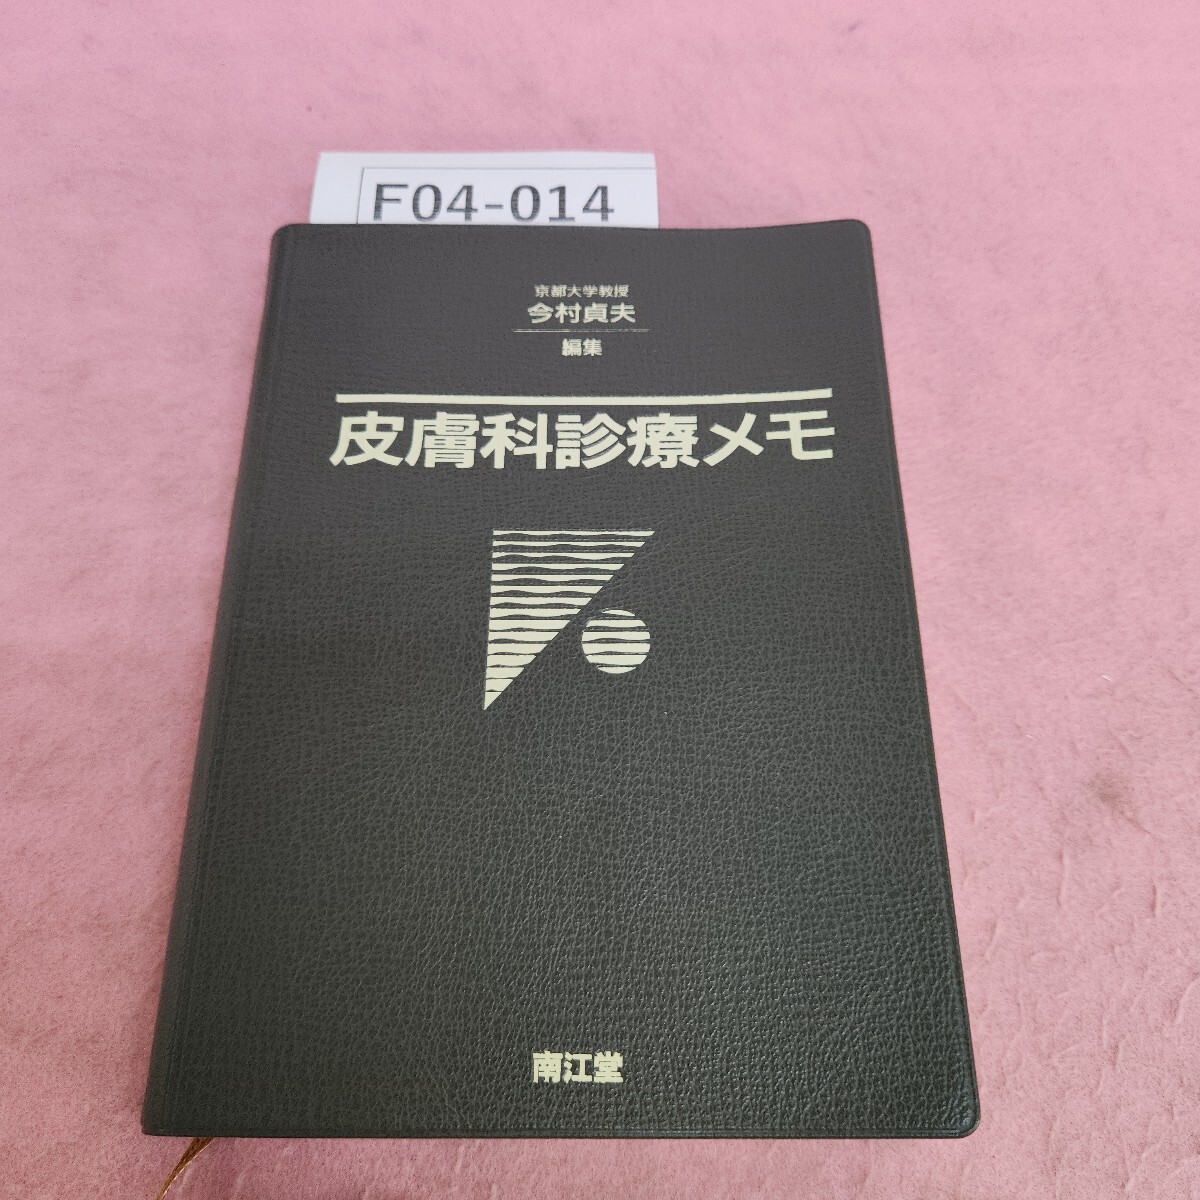 F04-014
京都大学教授
今村貞夫
編集
皮膚科診療メモ
南江堂